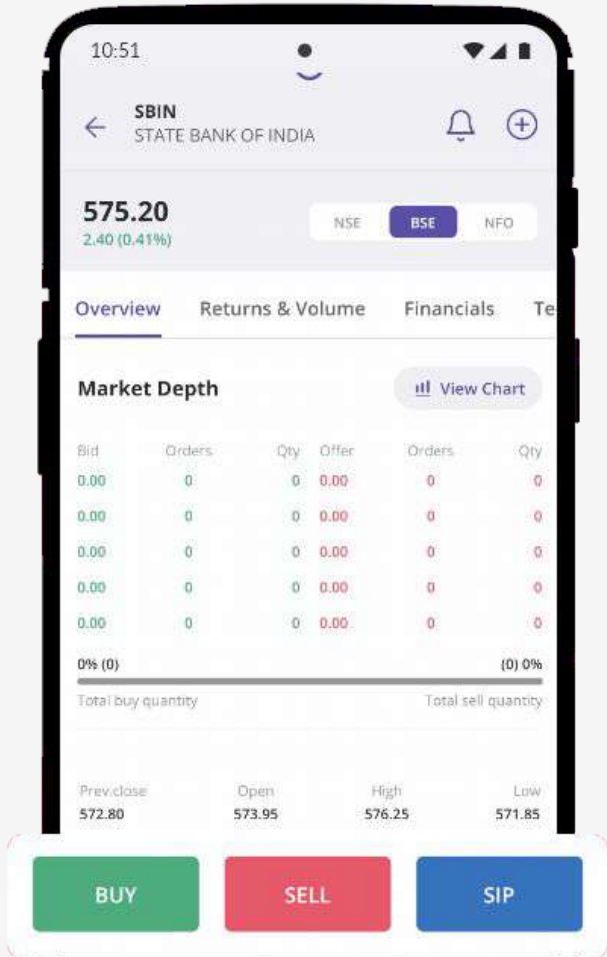 10:51
SBIN
STATE BANK OF INDIA
575.20
2.40 (0.41%)
NSE BSE NFO
Overview Returns & Volume Financials Te
Market Depth View Chart
Bid Orders Qty Offer Orders Qty
0.00 0 0 0.00 0 0
0.00 0 0 0.00 0 0
0.00 0 0 0.00 0 0
0.00 0 0 0.00 0 0
0.00 0 0 0.00 0 0
0% (0) (0) 0%
Total buy quantity Total sell quantity
Prev.close Open High Low
572.80 573.95 576.25 571.85
BUY SELL SIP